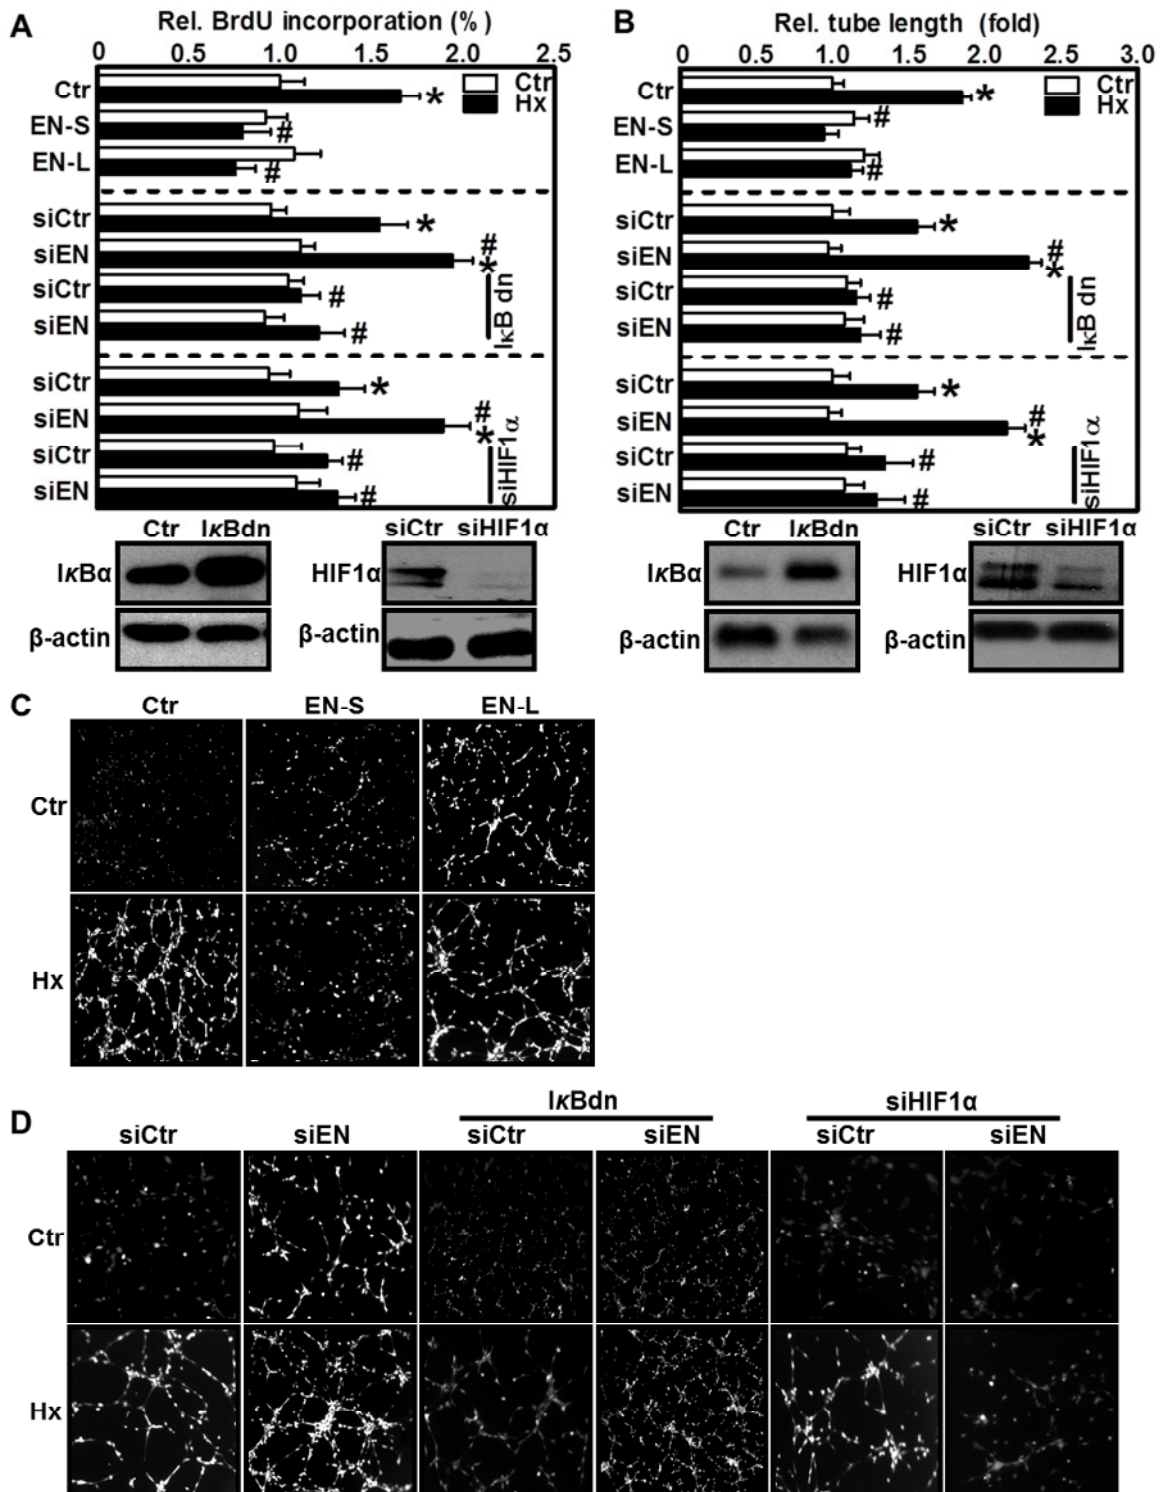 A
Rel. BrdU incorporation (%)
0 0.5 1.0 1.5 2.0 2.5
Ctr
Hx
Ctr
*
EN-S
#
EN-L
#
siCtr
*
siEN
#
*
siCtr
#
siEN
#
IκB dn
siCtr
*
siEN
#
*
siCtr
#
siEN
#
siHIF1α
Ctr IκBdn
IκBα
β-actin
siCtr siHIF1α
HIF1α
β-actin
B
Rel. tube length (fold)
0 0.5 1.0 1.5 2.0 2.5 3.0
Ctr
Hx
Ctr
*
EN-S
#
EN-L
#
siCtr
*
siEN
#
*
siCtr
#
siEN
#
IκB dn
siCtr
*
siEN
#
*
siCtr
#
siEN
#
siHIF1α
Ctr IκBdn
IκBα
β-actin
siCtr siHIF1α
HIF1α
β-actin
C
Ctr EN-S EN-L
Ctr
Hx
D
IκBdn siHIF1α
siCtr siEN siCtr siEN siCtr siEN
Ctr
Hx